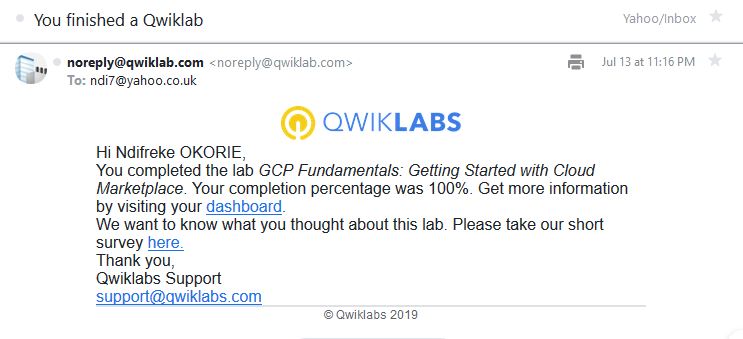 You finished a Qwiklab
Yahoo/Inbox
noreply@qwiklab.com <noreply@qwiklab.com>
Jul 13 at 11:16 PM
To: ndi7@yahoo.co.uk
QWIKLABS
Hi Ndifreke OKORIE,
You completed the lab GCP Fundamentals: Getting Started with Cloud
Marketplace. Your completion percentage was 100%. Get more information
by visiting your dashboard.
We want to know what you thought about this lab. Please take our short
survey here.
Thank you,
Qwiklabs Support
support@qwiklabs.com
© Qwiklabs 2019